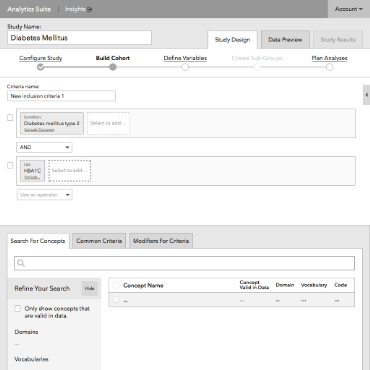 Analytics Suite Insights Account
Study Name:
Diabetes Mellitus
Study Design Data Preview Study Results
Configure Study Build Cohort Define Variables Create Sub-Groups Plan Analyses
Criteria name:
New inclusion criteria 1
Condition
Diabetes mellitus type 2
Exclude Concepts
Select to add...
AND
Lab
HBA1C
Exclude...
Select to add...
Use an operator
Search For Concepts Common Criteria Modifiers For Criteria
Refine Your Search Hide
Only show concepts that
are valid in data.
Domains
...
Vocabularies
Concept Name Concept Valid in Data Domain Vocabulary Code
... ... ... ... ...